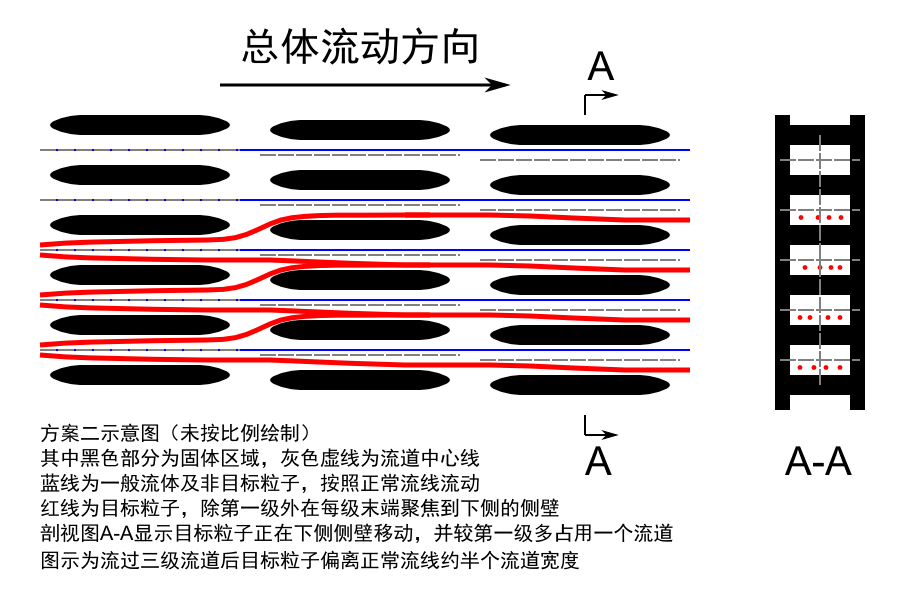 总体流动方向
A
A
A-A
方案二示意图（未按比例绘制）
其中黑色部分为固体区域，灰色虚线为流道中心线
蓝线为一般流体及非目标粒子，按照正常流线流动
红线为目标粒子，除第一级外在每级末端聚焦到下侧的侧壁
剖视图A-A显示目标粒子正在下侧侧壁移动，并较第一级多占用一个流道
图示为流过三级流道后目标粒子偏离正常流线约半个流道宽度